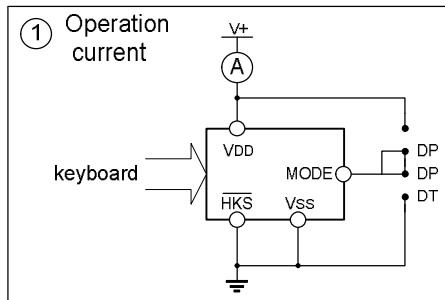 ① Operation
current
V+
A
VDD
keyboard
MODE
DP
DP
DT
HKS
VSS